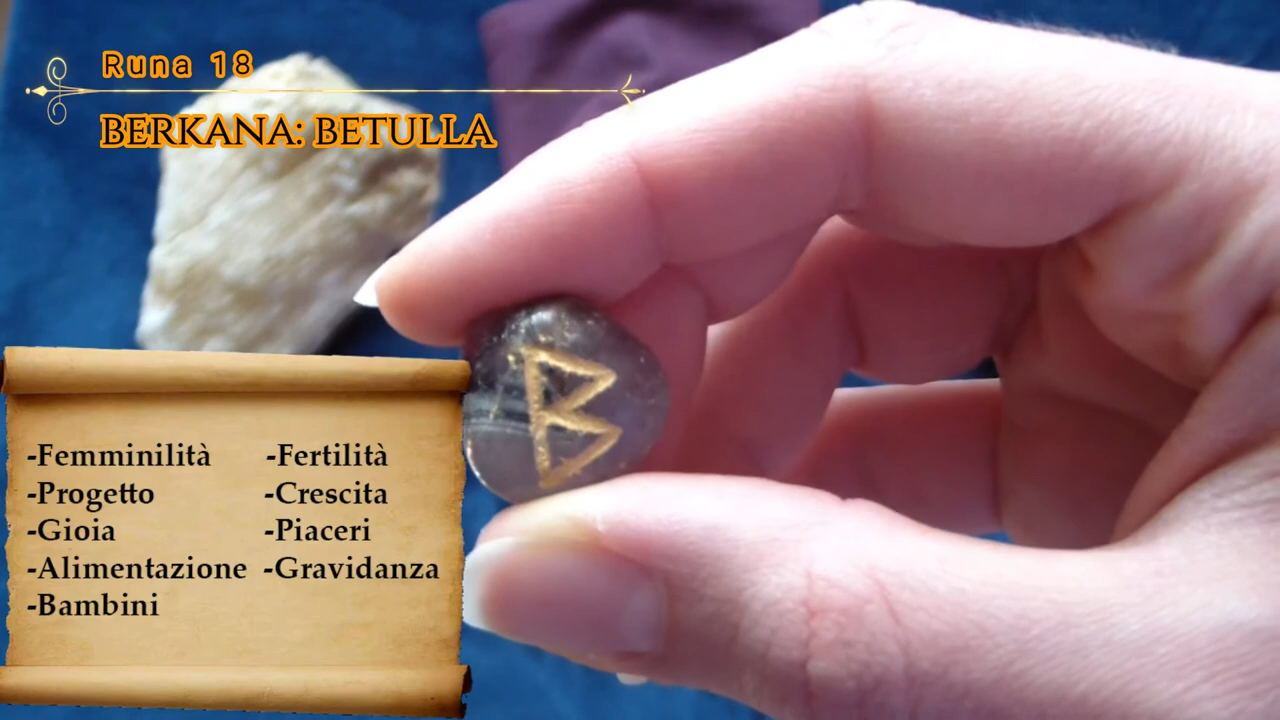 Runa 18
BERKANA: BETULLA
-Femminilità -Fertilità
-Progetto -Crescita
-Gioia -Piaceri
-Alimentazione -Gravidanza
-Bambini